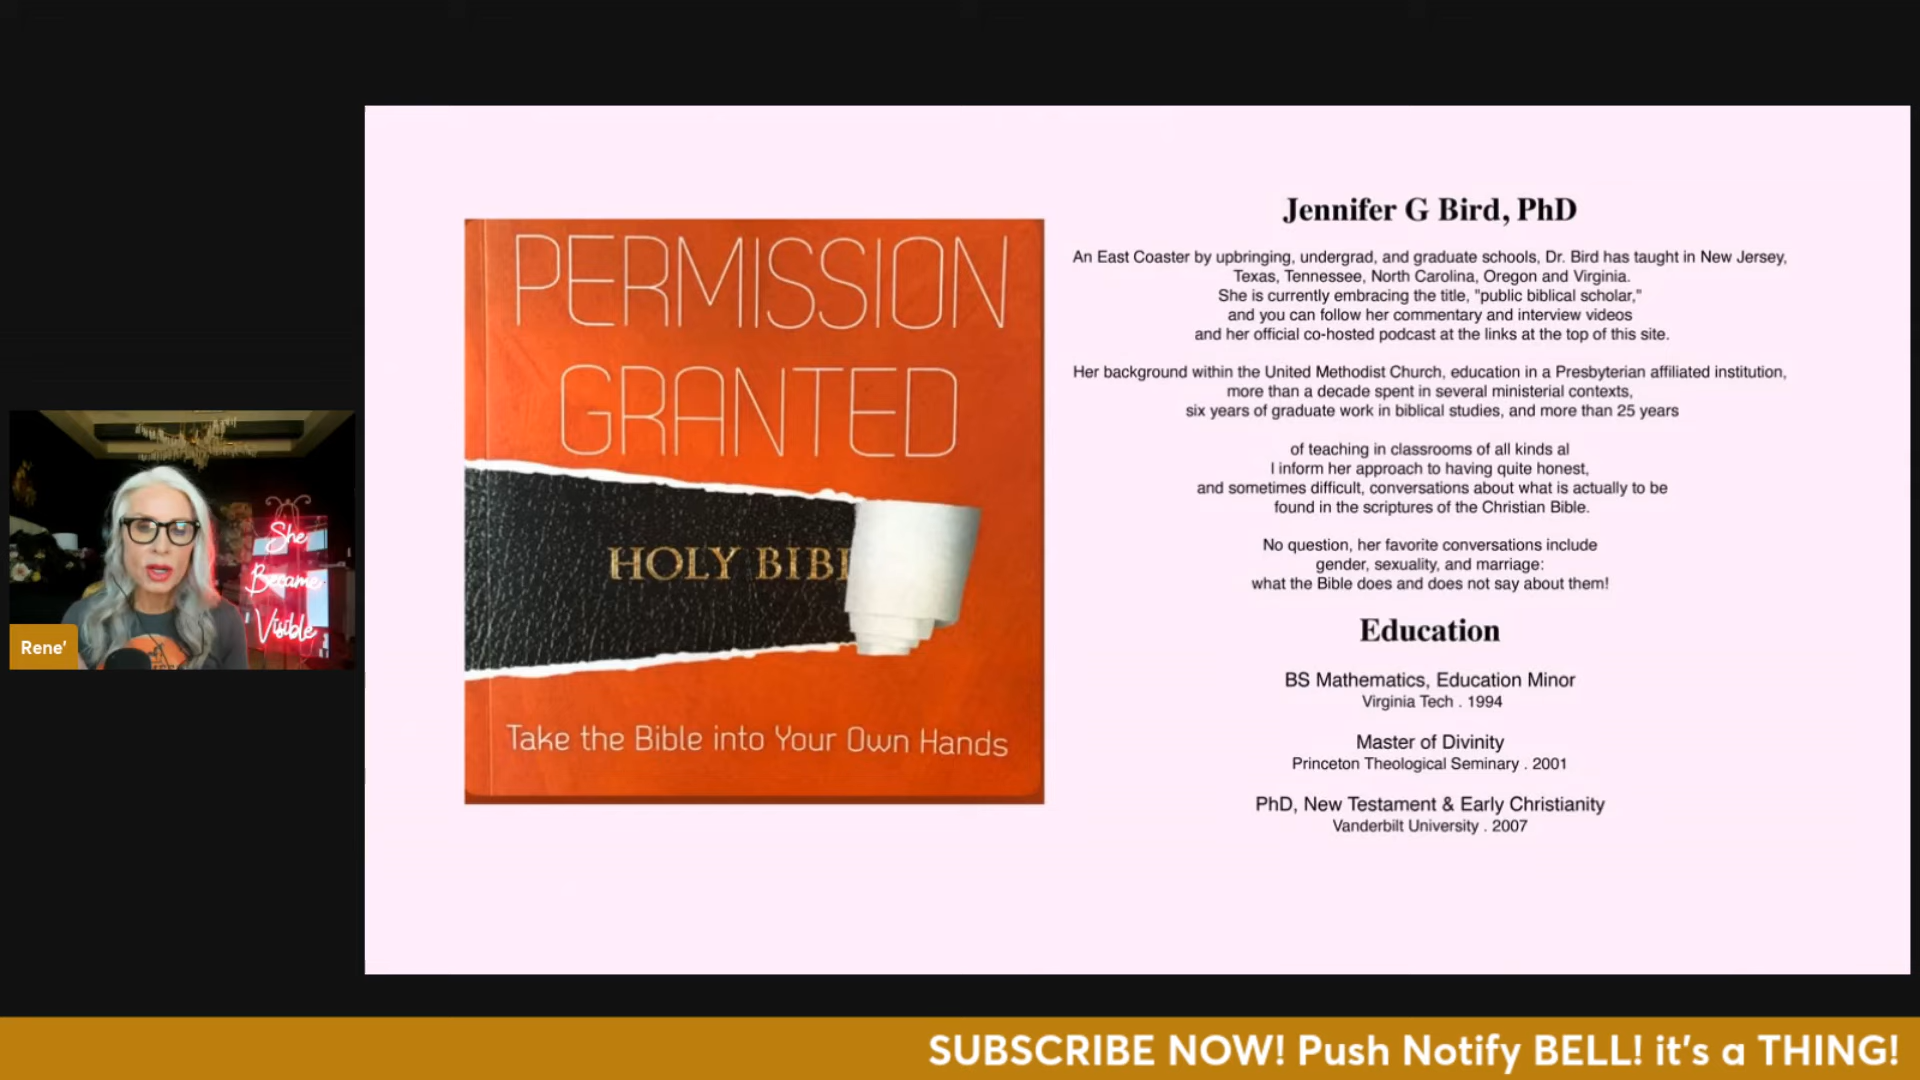 PERMISSION
GRANTED
HOLY BIBL
Take the Bible into Your Own Hands
Jennifer G Bird, PhD
An East Coaster by upbringing, undergrad, and graduate schools, Dr. Bird has taught in New Jersey,
Texas, Tennessee, North Carolina, Oregon and Virginia.
She is currently embracing the title, "public biblical scholar,"
and you can follow her commentary and interview videos
and her official co-hosted podcast at the links at the top of this site.
Her background within the United Methodist Church, education in a Presbyterian affiliated institution,
more than a decade spent in several ministerial contexts,
six years of graduate work in biblical studies, and more than 25 years
of teaching in classrooms of all kinds al
l inform her approach to having quite honest,
and sometimes difficult, conversations about what is actually to be
found in the scriptures of the Christian Bible.
No question, her favorite conversations include
gender, sexuality, and marriage:
what the Bible does and does not say about them!
Education
BS Mathematics, Education Minor
Virginia Tech . 1994
Master of Divinity
Princeton Theological Seminary . 2001
PhD, New Testament & Early Christianity
Vanderbilt University . 2007
She
Became
Visible
Rene'
SUBSCRIBE NOW! Push Notify BELL! it's a THING!